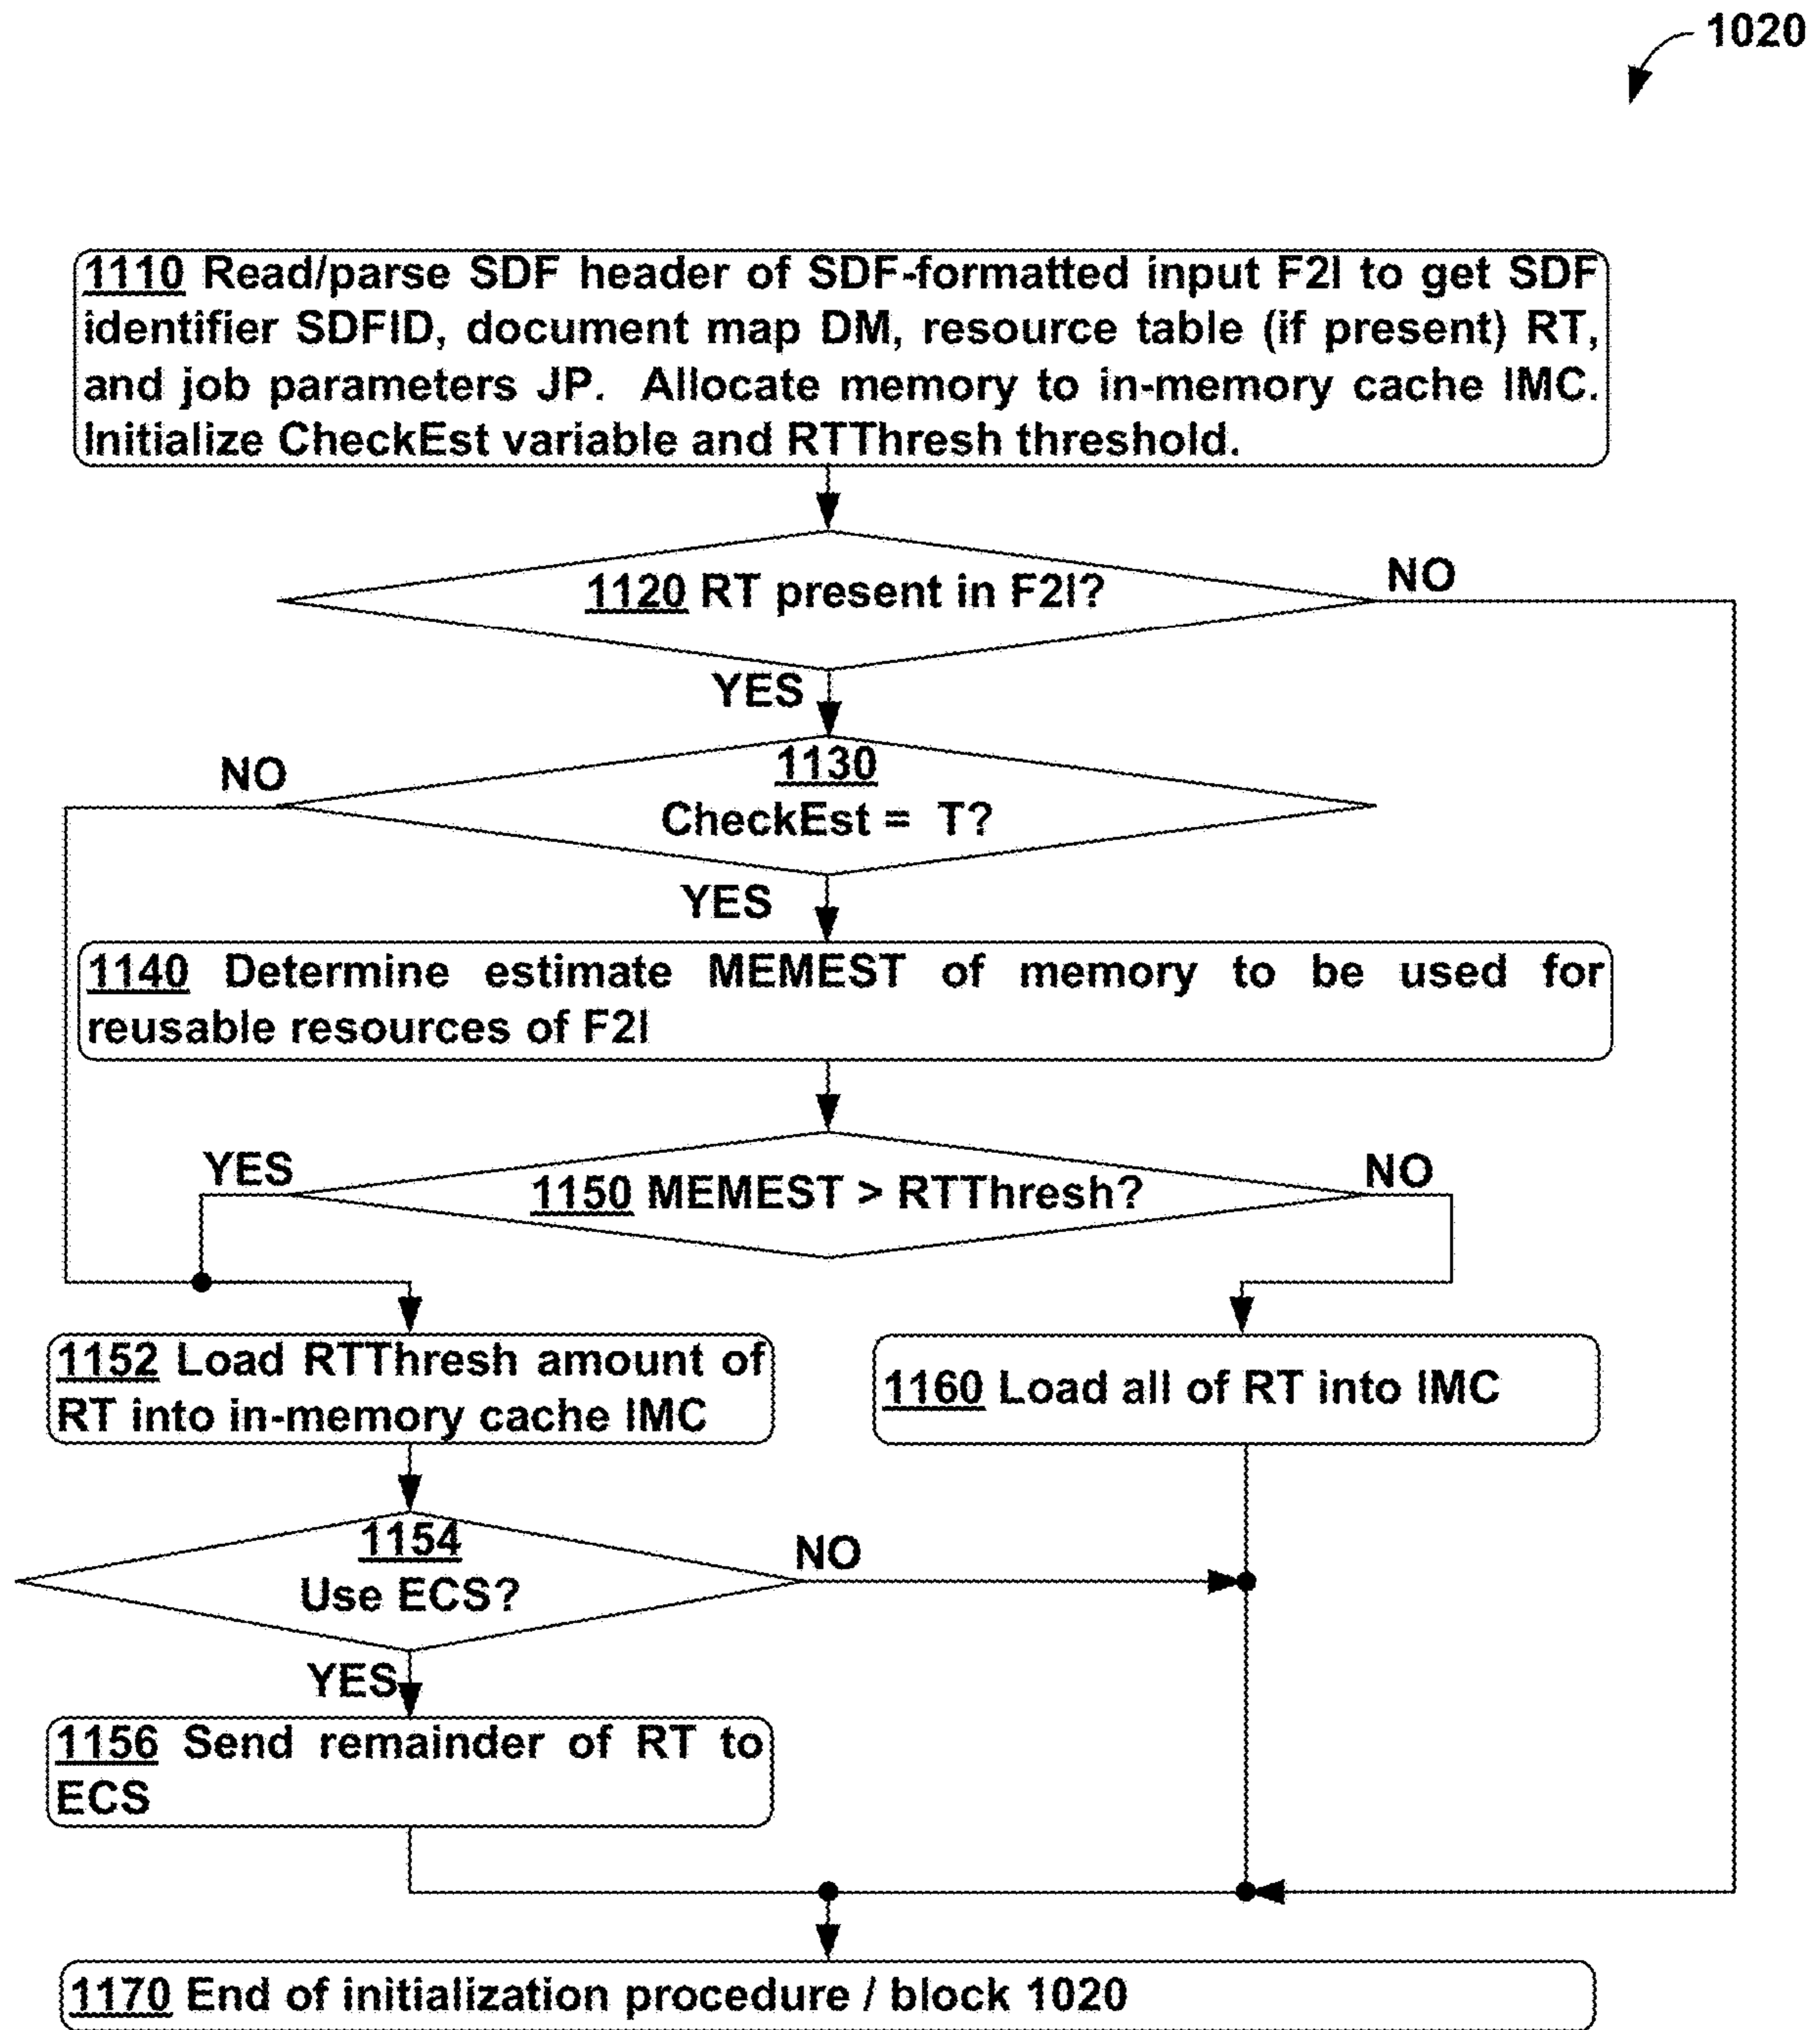 1020
1110 Read/parse SDF header of SDF-formatted input F2I to get SDF
identifier SDFID, document map DM, resource table (if present) RT,
and job parameters JP. Allocate memory to in-memory cache IMC.
Initialize CheckEst variable and RTThresh threshold.
1120 RT present in F2I?
NO
YES
1130
CheckEst = T?
NO
YES
1140 Determine estimate MEMEST of memory to be used for
reusable resources of F2I
YES
1150 MEMEST > RTThresh?
NO
1152 Load RTThresh amount of
RT into in-memory cache IMC
1160 Load all of RT into IMC
1154
Use ECS?
NO
YES
1156 Send remainder of RT to
ECS
1170 End of initialization procedure / block 1020